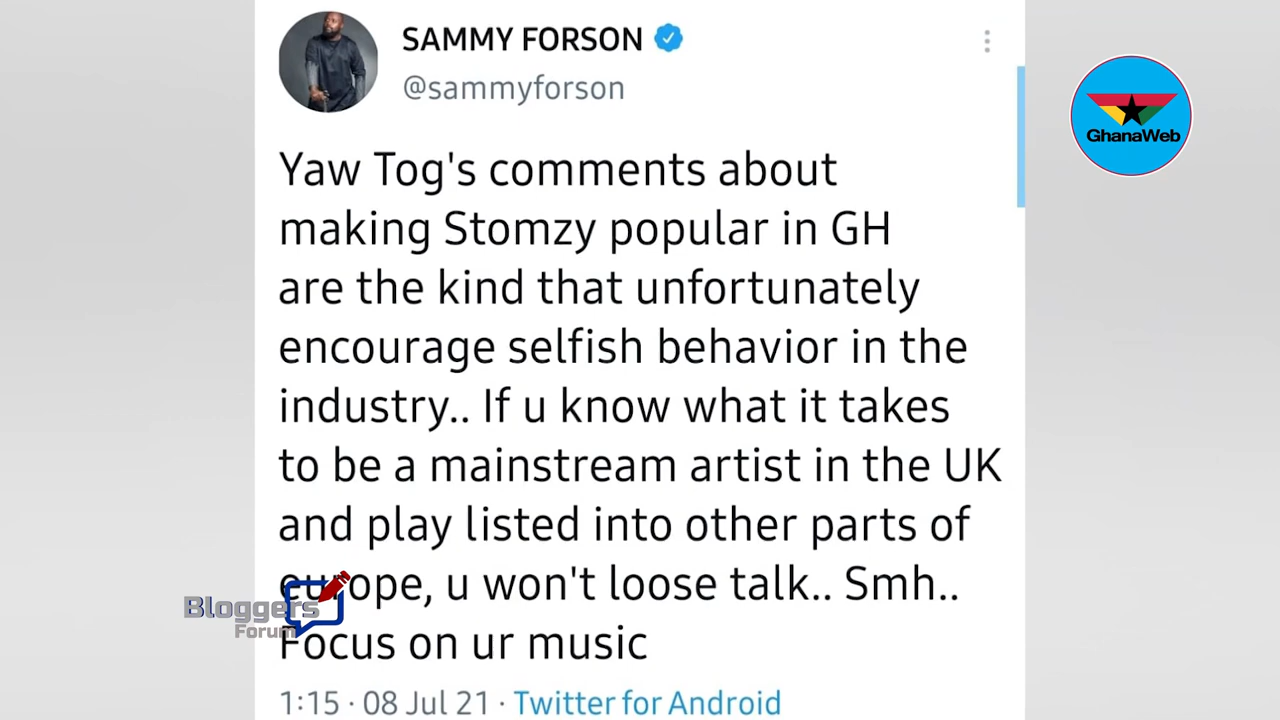 SAMMY FORSON
@sammyforson
GhanaWeb
Yaw Tog's comments about
making Stomzy popular in GH
are the kind that unfortunately
encourage selfish behavior in the
industry.. If u know what it takes
to be a mainstream artist in the UK
and play listed into other parts of
europe, u won't loose talk.. Smh..
Focus on ur music
Bloggers
Forum
1:15 · 08 Jul 21 · Twitter for Android